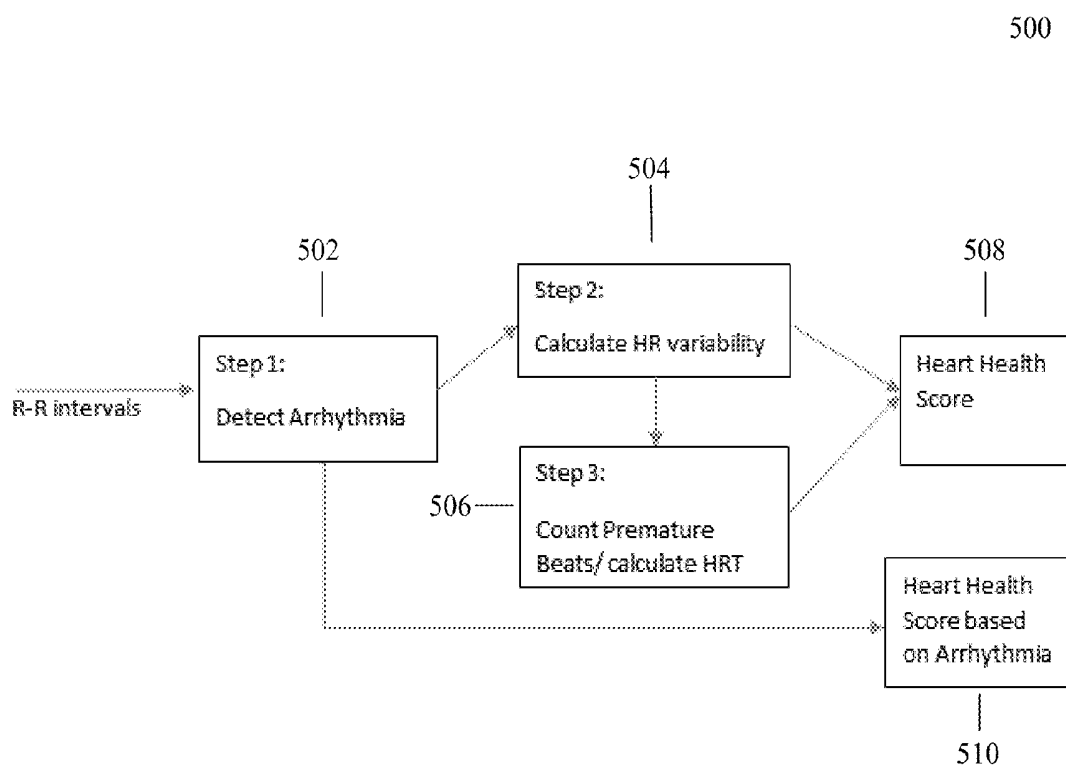 500
504
502
508
Step 2:
Calculate HR variability
Step 1:
Detect Arrhythmia
Heart Health
Score
R-R intervals
Step 3:
506
Count Premature
Beats/ calculate HRT
Heart Health
Score based
on Arrhythmia
510